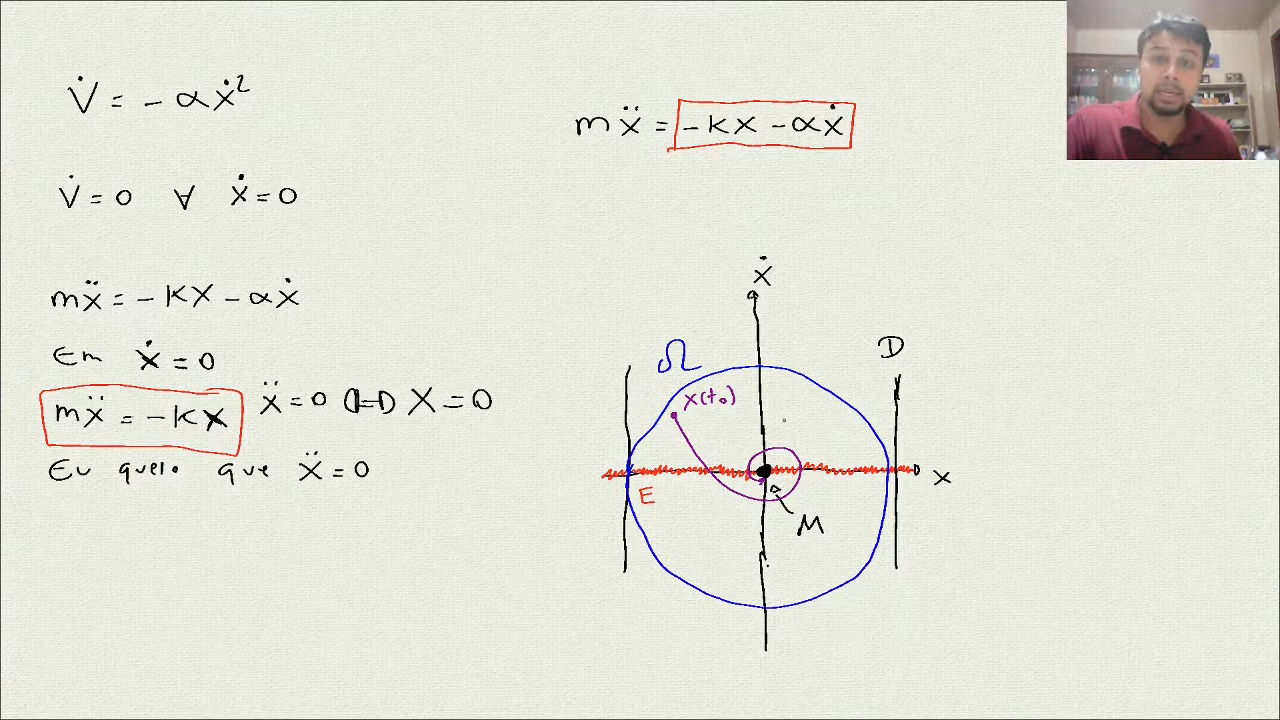 V̇ = - αẋ²
V̇ = 0 ∀ ẋ = 0
mẍ = - Kx - αẋ
Em ẋ = 0
mẍ = - Kx ẍ = 0 ⇔ x = 0
Eu quero que ẍ = 0
mẍ = -Kx - αẋ
ẋ
Ω
D
x(t₀)
E
x
M